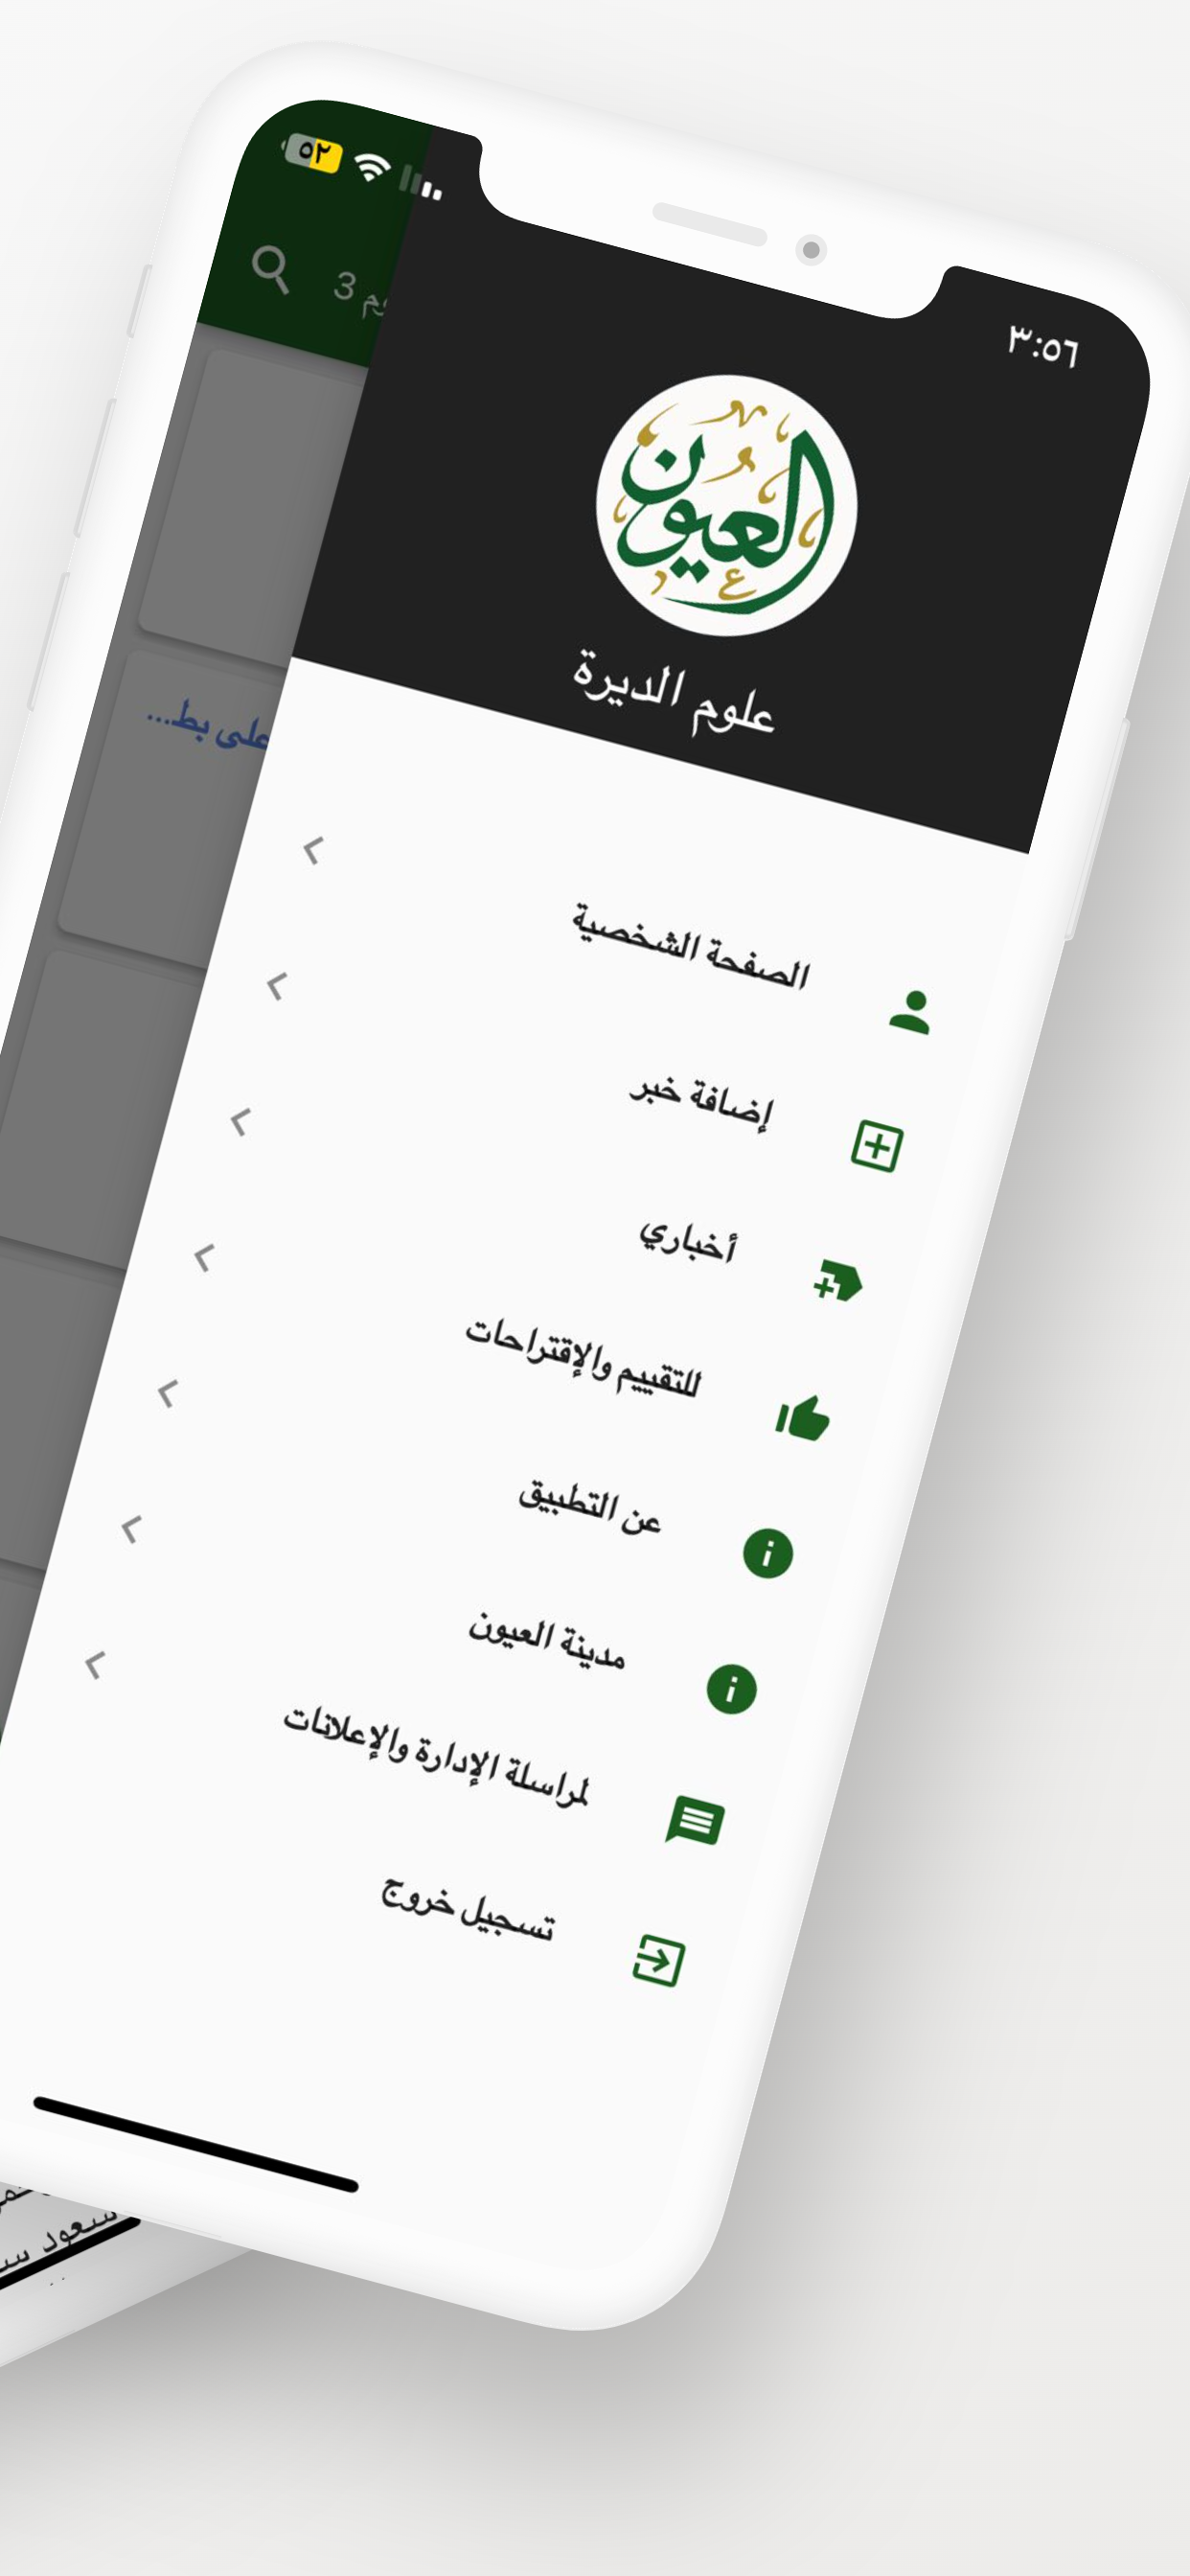 ٣:٥٦
٥٢
3
العيون
علوم الديرة
على بط...
الصفحة الشخصية
إضافة خبر
أخباري
للتقييم والإقتراحات
عن التطبيق
مدينة العيون
لمراسلة الإدارة والإعلانات
تسجيل خروج
سعود